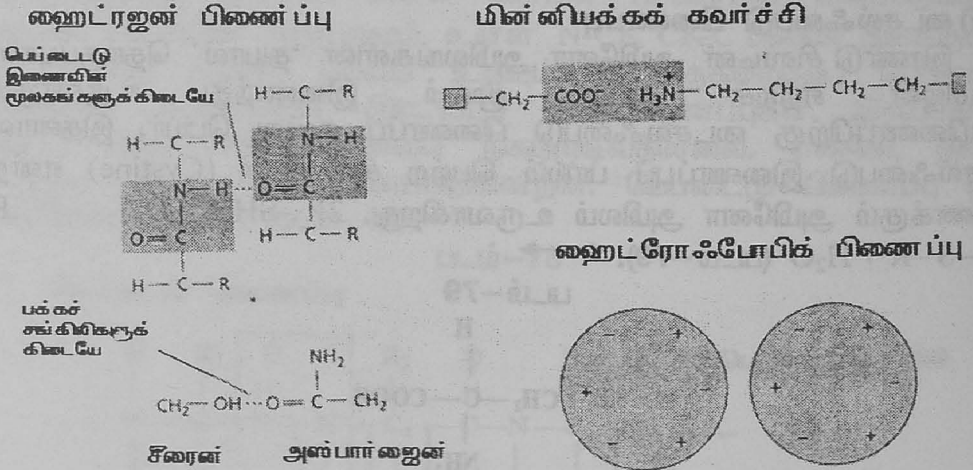 ஹைட்ரஜன் பிணைப்பு
பெப்டைடு
இணைவின்
மூலகங்களுக்கிடையே
H—C—R
H—C—R
N—H
N—H···O=C
O=C
H—C—R
H—C—R
பக்கச்
சங்கிலிகளுக்
கிடையே
NH₂
CH₂—OH···O=C—CH₂
சீரைன்
அஸ்பார்ஜைன்
மின்னியக்கக் கவர்ச்சி
—CH₂—COO⁻ H₃N⁺—CH₂—CH₂—CH₂—CH₂—
ஹைட்ரோஃபோபிக் பிணைப்பு
− +
+ −
− +
− +
+ −
− +